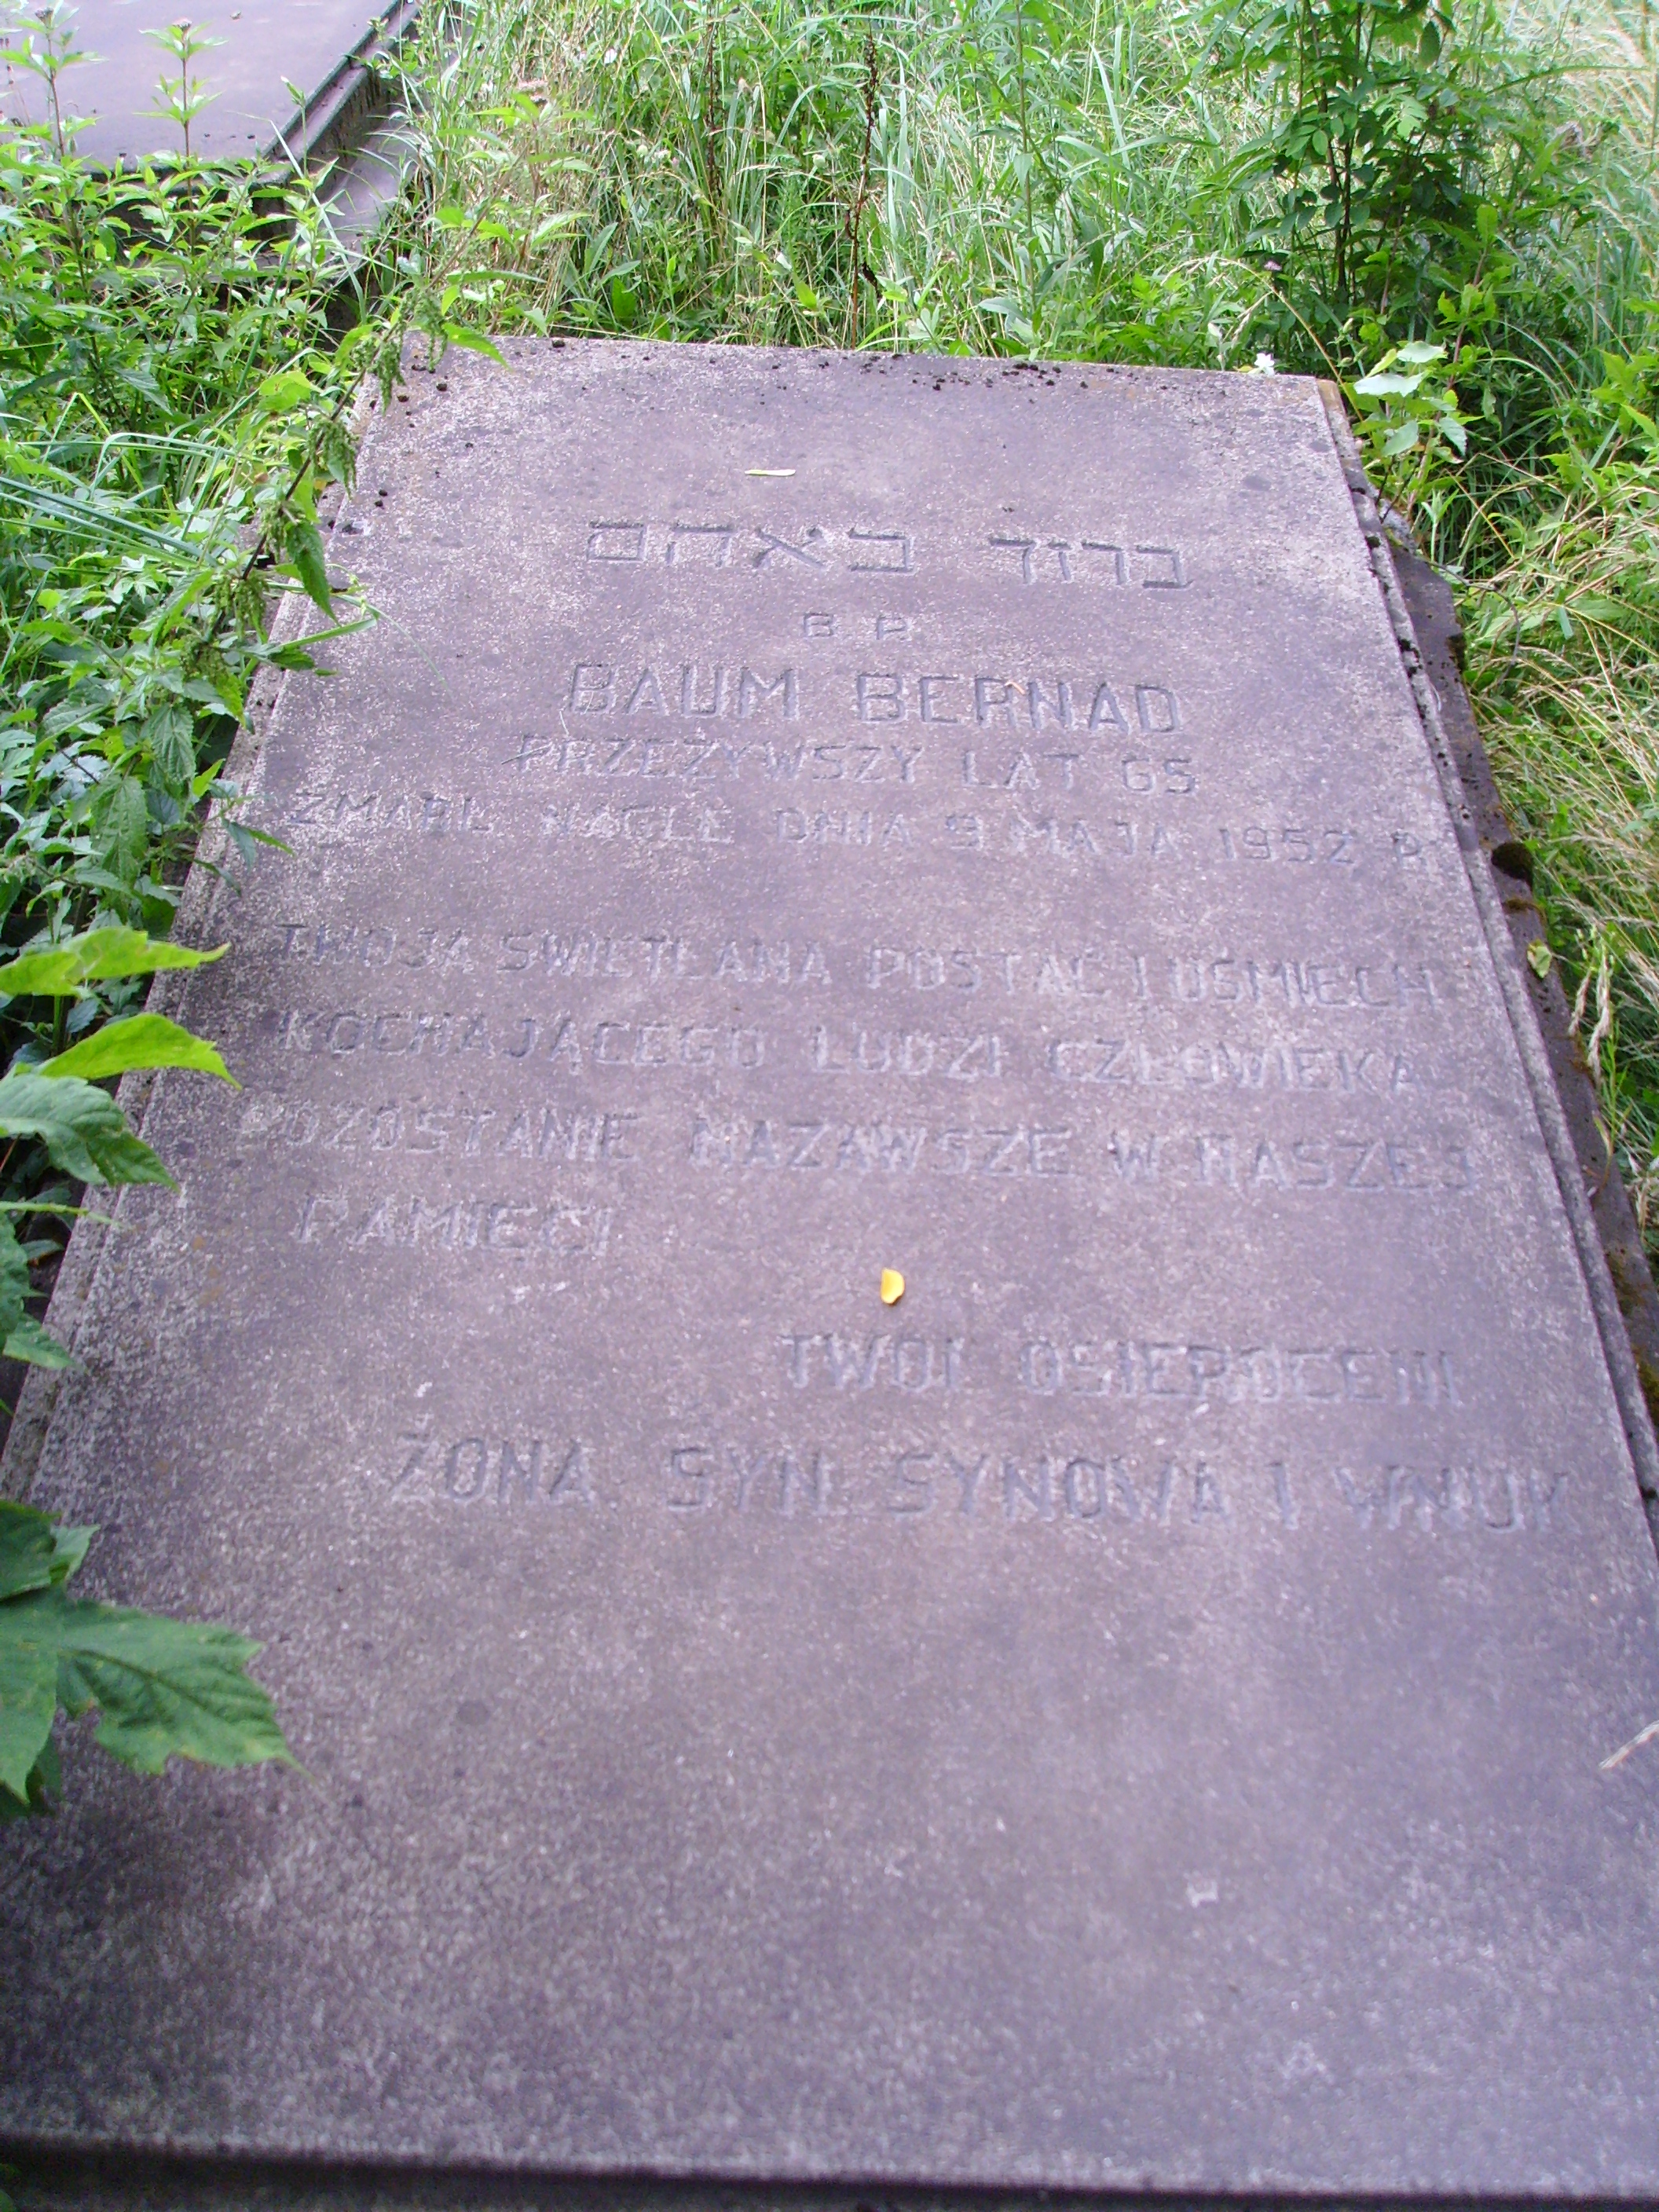 ברוך באהם
B. P.
BAUM BERNAD
PRZEŻYWSZY LAT 65
ZMARŁ NAGLE DNIA 9 MAJA 1952 R
TWOJA ŚWIETLANA POSTAĆ I UŚMIECH
KOCHAJĄCEGO LUDZI CZŁOWIEKA
POZOSTANIE NAZAWSZE W NASZEJ
PAMIĘCI
TWOI OSIEROCENI
ŻONA SYN SYNOWA I WNUK